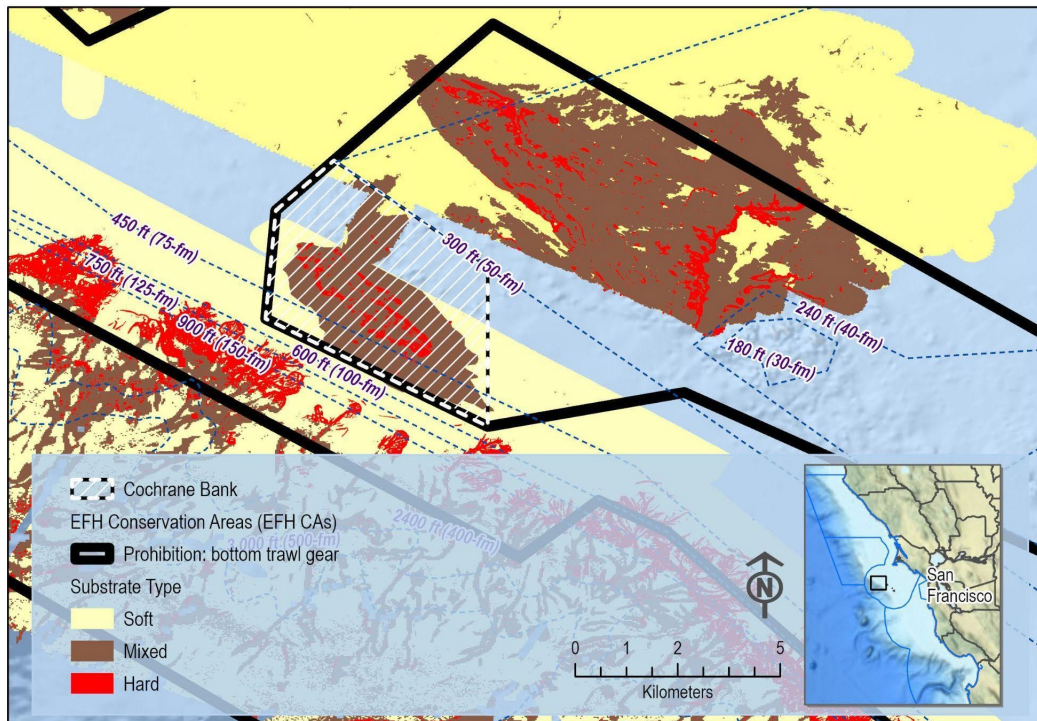 450 ft (75-fm)
750 ft (125-fm)
900 ft (150-fm)
600 ft (100-fm)
300 ft (50-fm)
240 ft (40-fm)
180 ft (30-fm)
2400 ft (400-fm)
3,000 ft (500-fm)
Cochrane Bank
EFH Conservation Areas (EFH CAs)
Prohibition: bottom trawl gear
Substrate Type
Soft
Mixed
Hard
N
0 1 2 5
Kilometers
San
Francisco